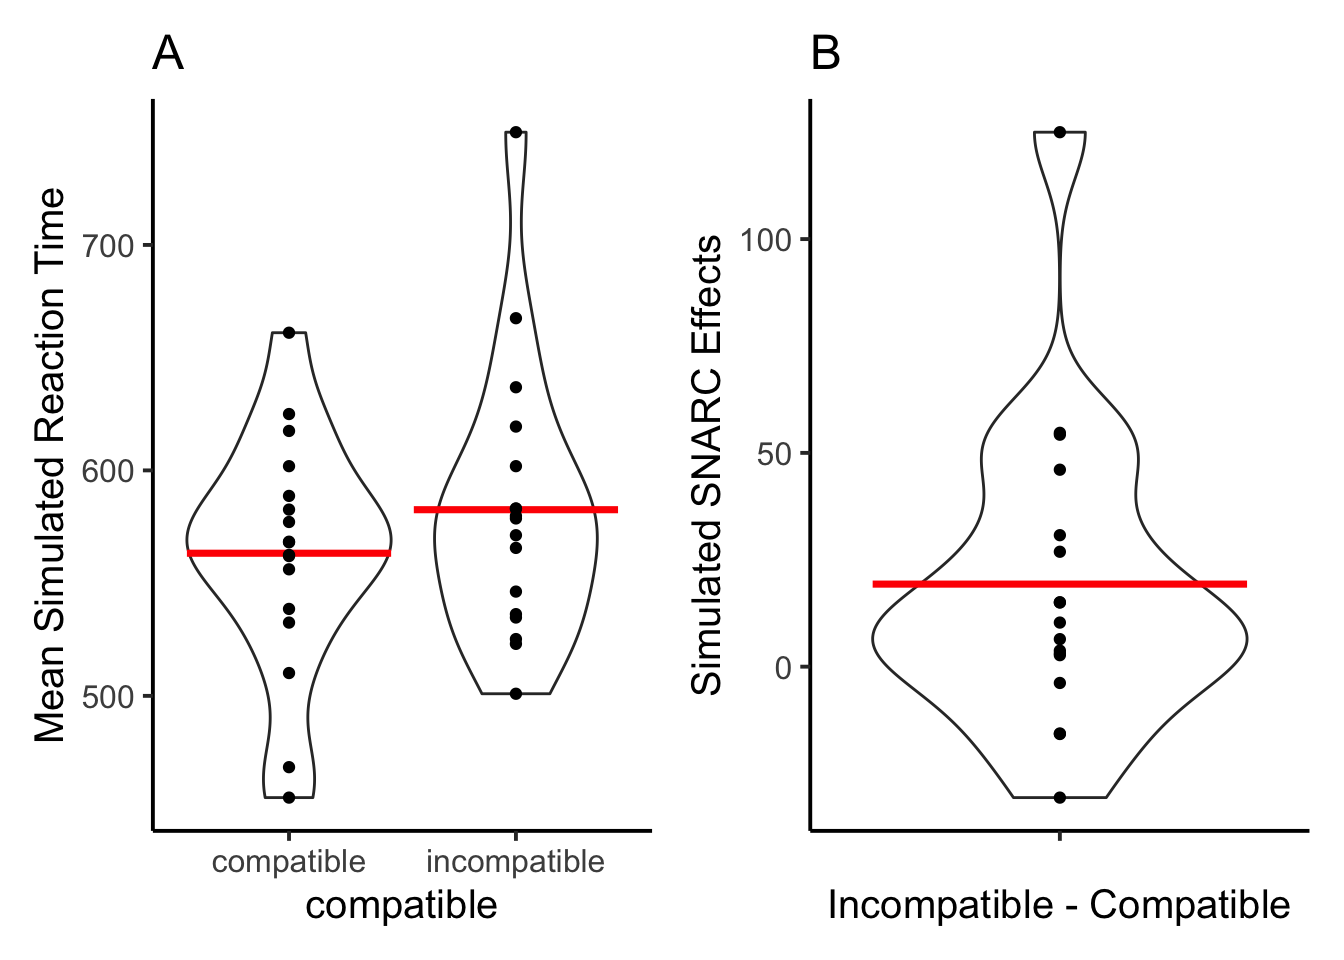 A
Mean Simulated Reaction Time
700
600
500
compatible
incompatible
compatible
B
Simulated SNARC Effects
100
50
0
Incompatible - Compatible